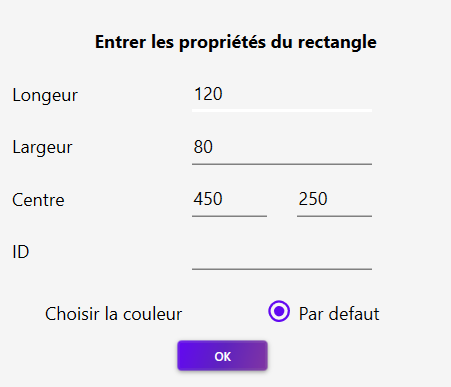 Entrer les propriétés du rectangle
Longeur 120
Largeur 80
Centre 450 250
ID
Choisir la couleur Par defaut
OK